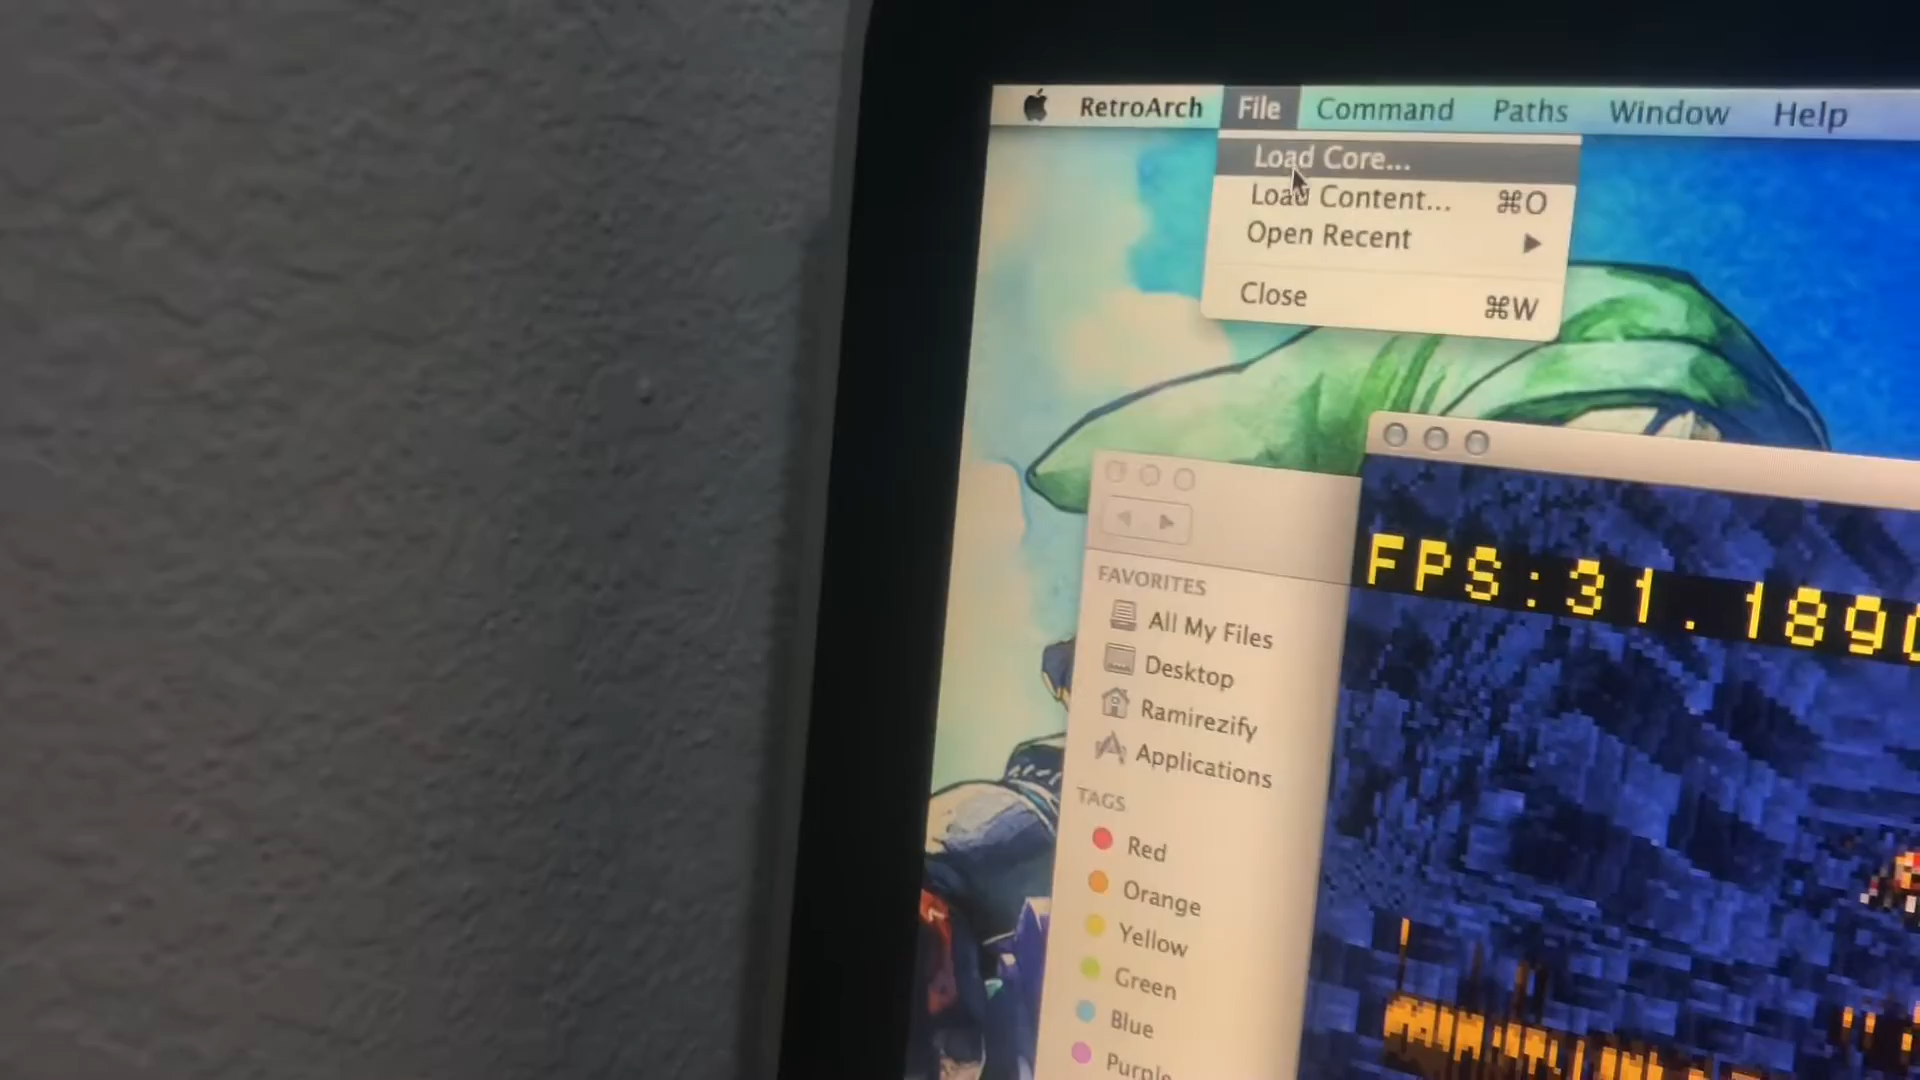 RetroArch File Command Paths Window Help
Load Core...
Load Content... ⌘O
Open Recent ▶
Close ⌘W
FPS:31.189
FAVORITES
All My Files
Desktop
Ramirezify
Applications
TAGS
Red
Orange
Yellow
Green
Blue
Purple